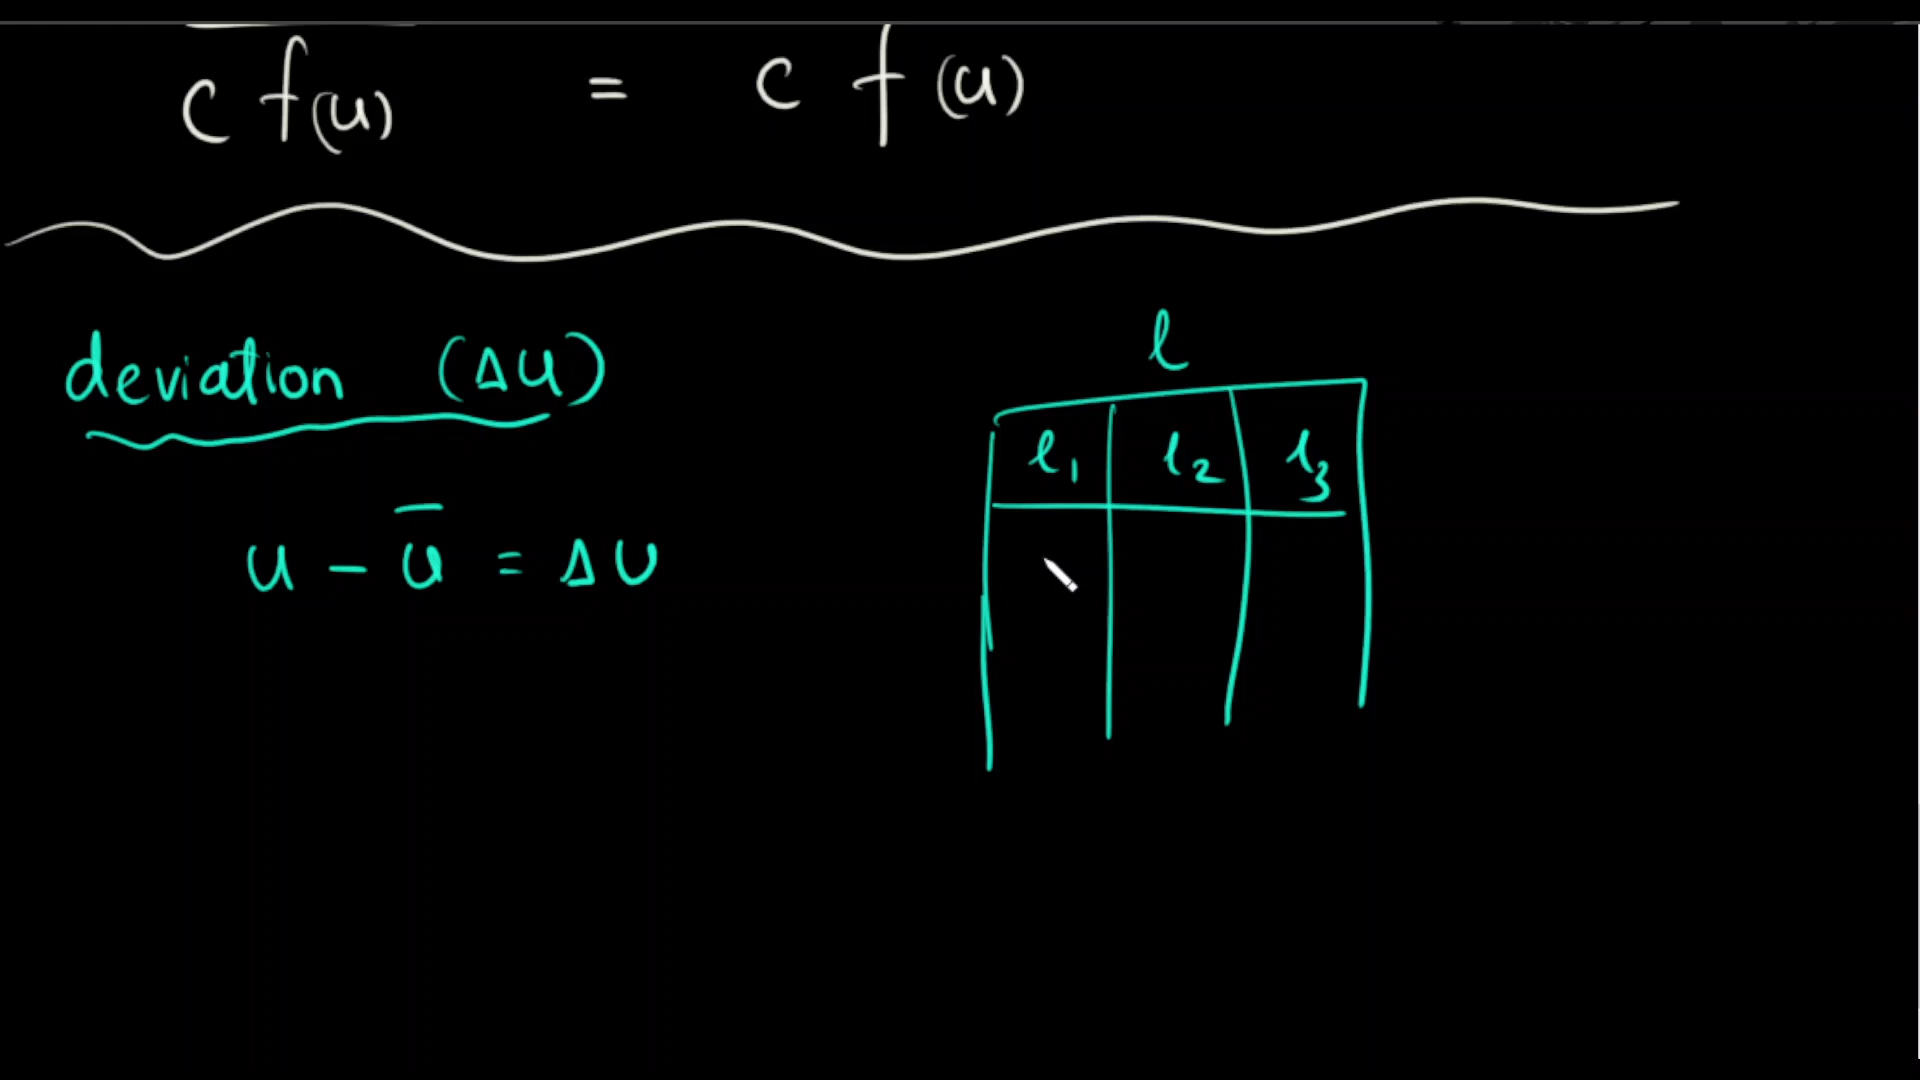 c f(u) = c f(u)
deviation (Δu)
u - ū = Δu
l
l₁ l₂ l₃